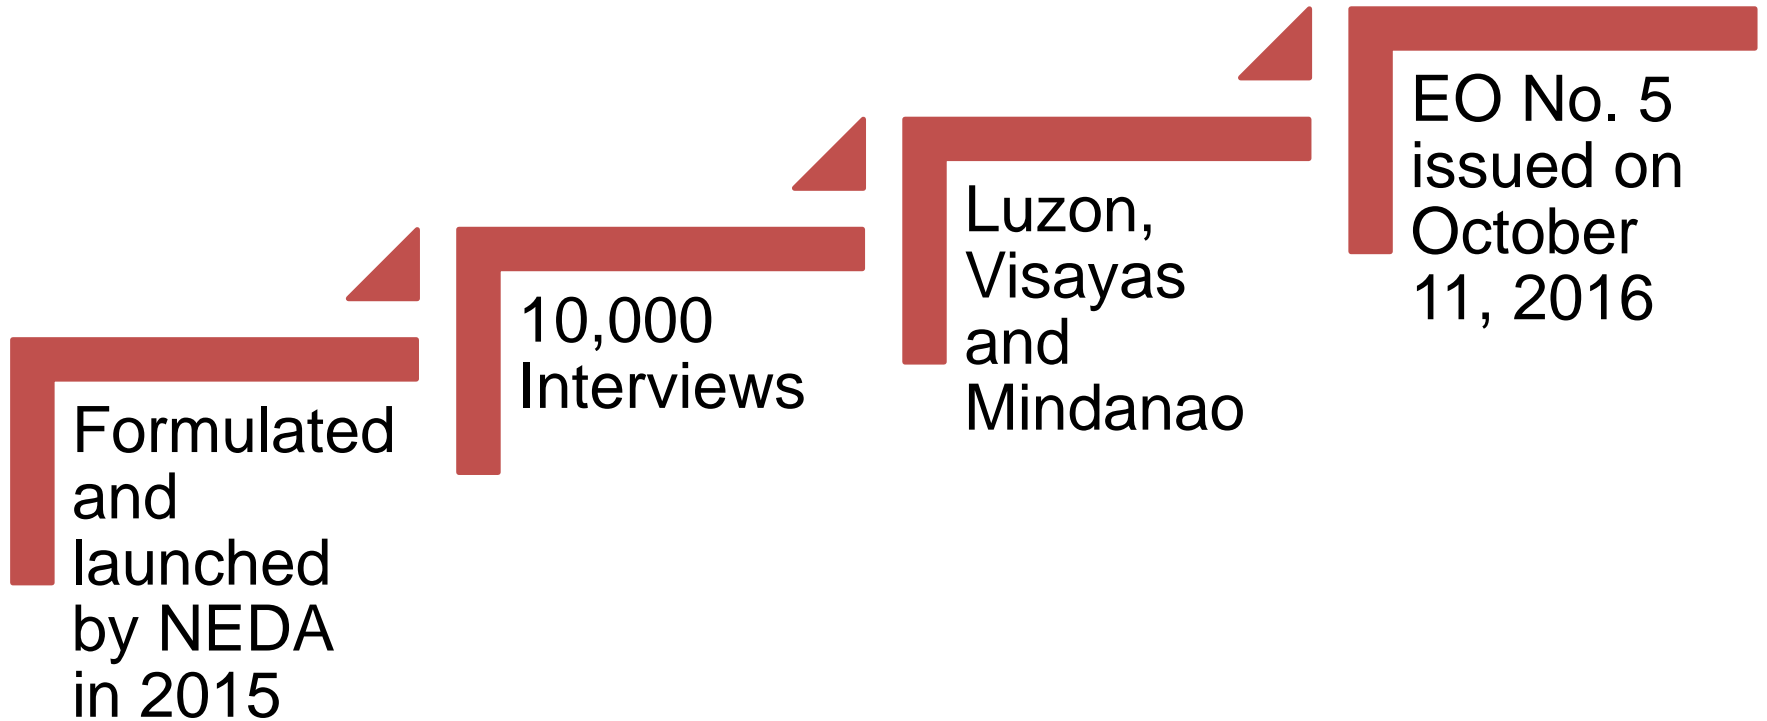 Formulated
and
launched
by NEDA
in 2015
10,000
Interviews
Luzon,
Visayas
and
Mindanao
EO No. 5
issued on
October
11, 2016